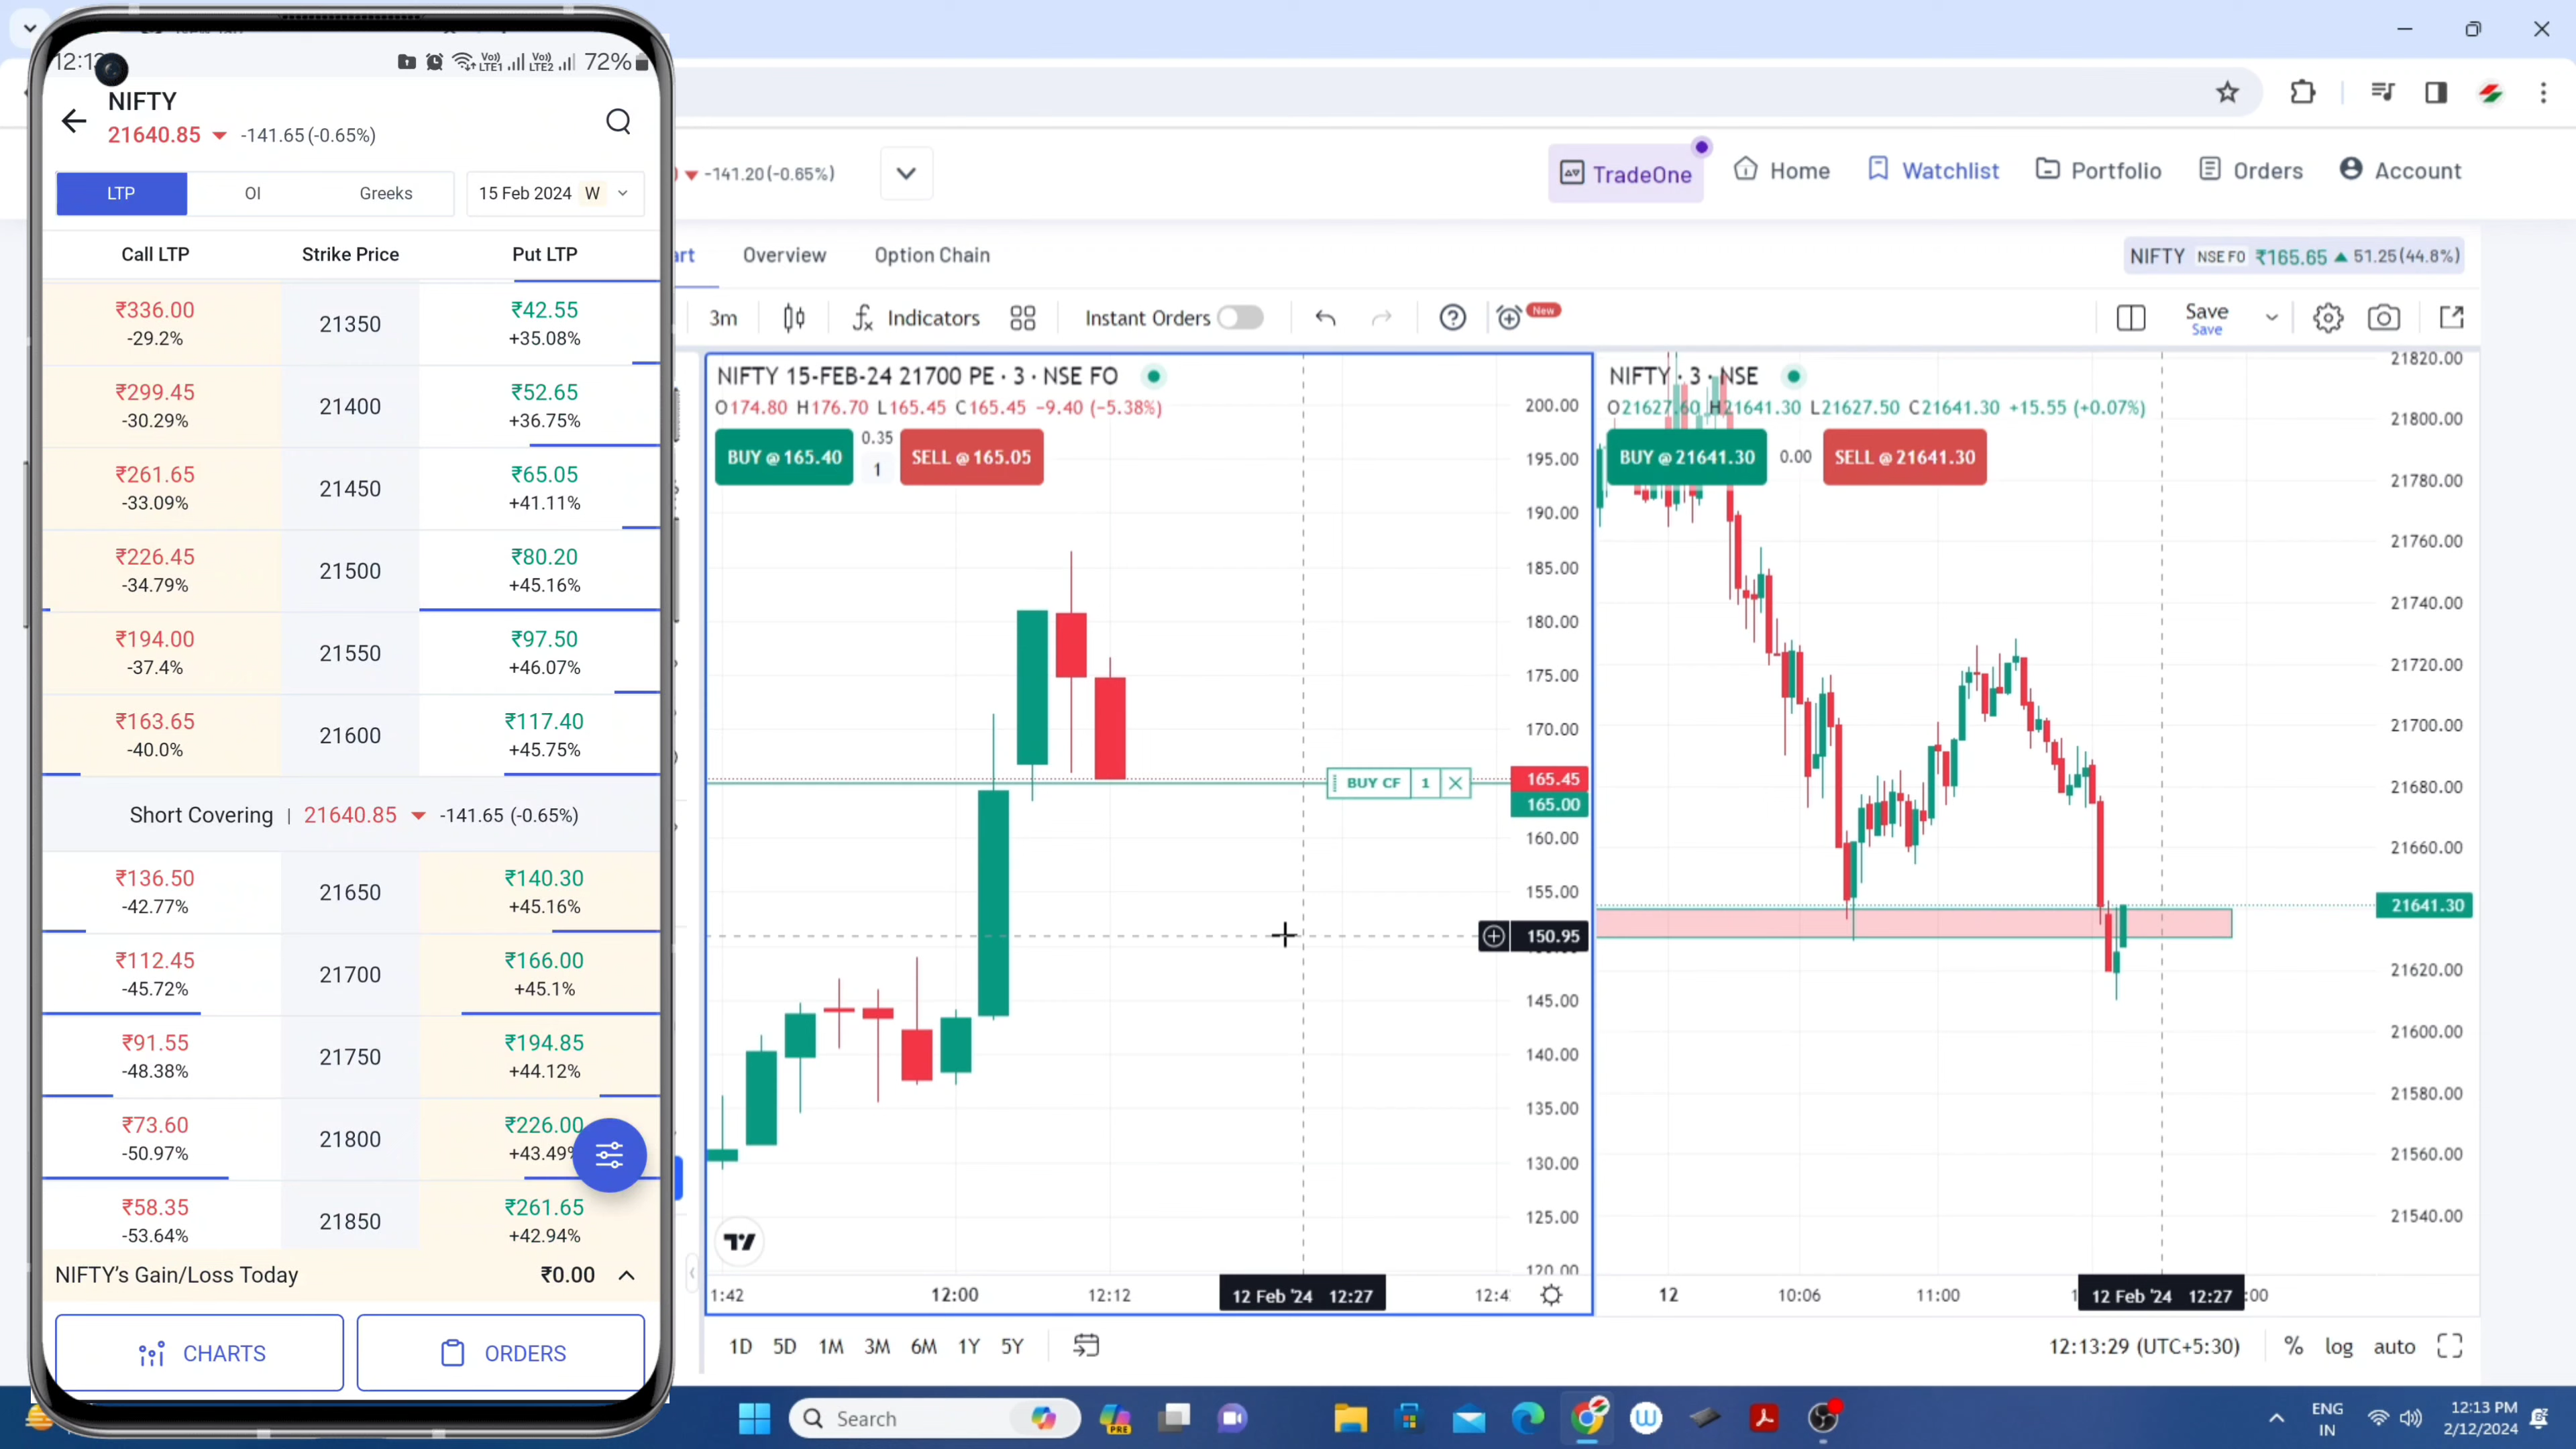 72%
NIFTY
21640.85 -141.65 (-0.65%)
LTP OI Greeks 15 Feb 2024 W
Call LTP Strike Price Put LTP
₹336.00 21350 ₹42.55
-29.2% +35.08%
₹299.45 21400 ₹52.65
-30.29% +36.75%
₹261.65 21450 ₹65.05
-33.09% +41.11%
₹226.45 21500 ₹80.20
-34.79% +45.16%
₹194.00 21550 ₹97.50
-37.4% +46.07%
₹163.65 21600 ₹117.40
-40.0% +45.75%
Short Covering | 21640.85 -141.65 (-0.65%)
₹136.50 21650 ₹140.30
-42.77% +45.16%
₹112.45 21700 ₹166.00
-45.72% +45.1%
₹91.55 21750 ₹194.85
-48.38% +44.12%
₹73.60 21800 ₹226.00
-50.97% +43.49%
₹58.35 21850 ₹261.65
-53.64% +42.94%
NIFTY's Gain/Loss Today ₹0.00
CHARTS ORDERS
-141.20 (-0.65%)
TradeOne Home Watchlist Portfolio Orders Account
Overview Option Chain
NIFTY NSE FO ₹165.65 51.25(44.8%)
3m Indicators Instant Orders New Save
Save
NIFTY 15-FEB-24 21700 PE · 3 · NSE FO
O174.80 H176.70 L165.45 C165.45 -9.40 (-5.38%)
BUY @ 165.40 0.35 SELL @ 165.05
1
200.00
195.00
190.00
185.00
180.00
175.00
170.00
BUY CF 1
165.45
165.00
160.00
155.00
150.95
145.00
140.00
135.00
130.00
125.00
120.00
12:00 12:12 12 Feb '24 12:27
NIFTY · 3 · NSE
O21627.60 H21641.30 L21627.50 C21641.30 +15.55 (+0.07%)
BUY @ 21641.30 0.00 SELL @ 21641.30
21820.00
21800.00
21780.00
21760.00
21740.00
21720.00
21700.00
21680.00
21660.00
21641.30
21620.00
21600.00
21580.00
21560.00
21540.00
12 10:06 11:00 12 Feb '24 12:27
1D 5D 1M 3M 6M 1Y 5Y
12:13:29 (UTC+5:30) % log auto
Search
PRE
ENG
IN
12:13 PM
2/12/2024